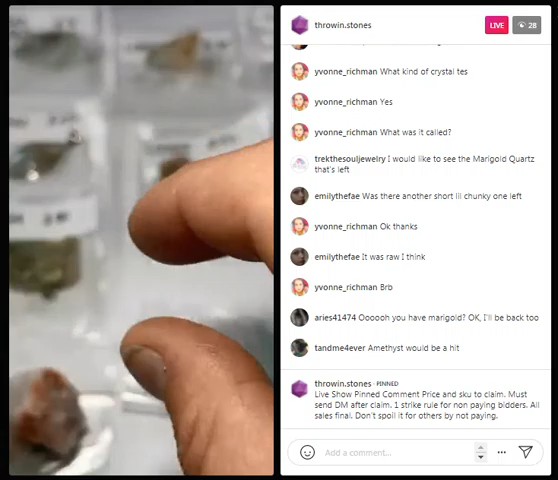 throwin.stones
LIVE
28
yvonne_richman What kind of crystal tes
yvonne_richman Yes
yvonne_richman What was it called?
trekthesouljewelry I would like to see the Marigold Quartz
that's left
emilythefae Was there another short lil chunky one left
yvonne_richman Ok thanks
emilythefae It was raw I think
yvonne_richman Brb
aries41474 Oooooh you have marigold? OK, I'll be back too
tandme4ever Amethyst would be a hit
throwin.stones · PINNED
Live Show Pinned Comment Price and sku to claim. Must
send DM after claim. 1 strike rule for non paying bidders. All
sales final. Don't spoil it for others by not paying.
Add a comment...